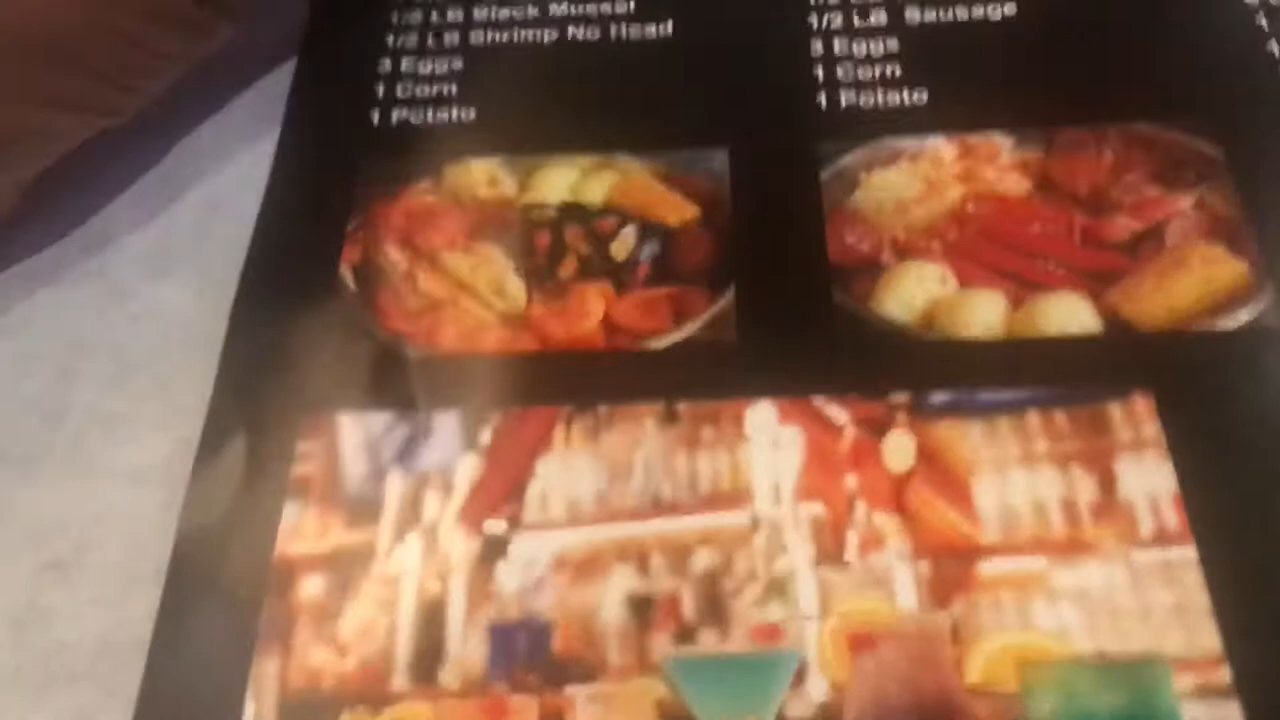 1/2 LB Black Mussel
1/2 LB Shrimp No Head
3 Eggs
1 Corn
1 Potato
1/2 LB Sausage
3 Eggs
1 Corn
1 Potato